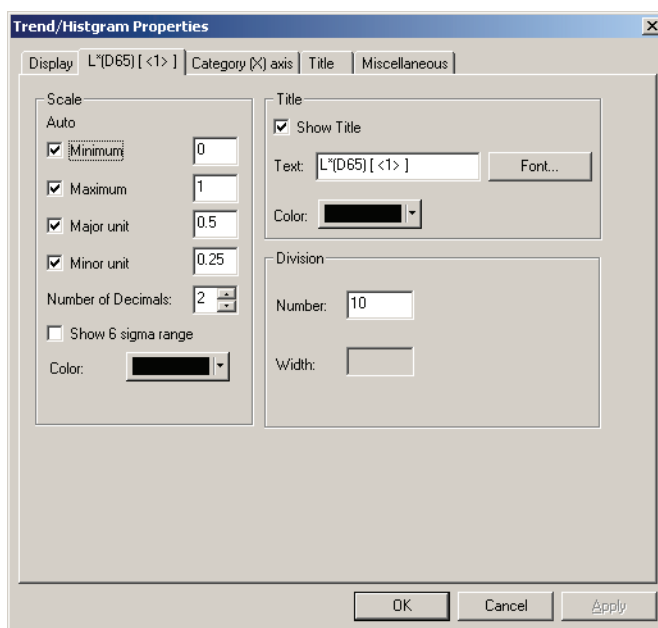 Trend/Histgram Properties
Display L*(D65) [ <1> ] Category (X) axis Title Miscellaneous
Scale
Auto
Minimum 0
Maximum 1
Major unit 0.5
Minor unit 0.25
Number of Decimals: 2
Show 6 sigma range
Color:
Title
Show Title
Text: L*(D65) [ <1> ] Font...
Color:
Division
Number: 10
Width:
OK Cancel Apply